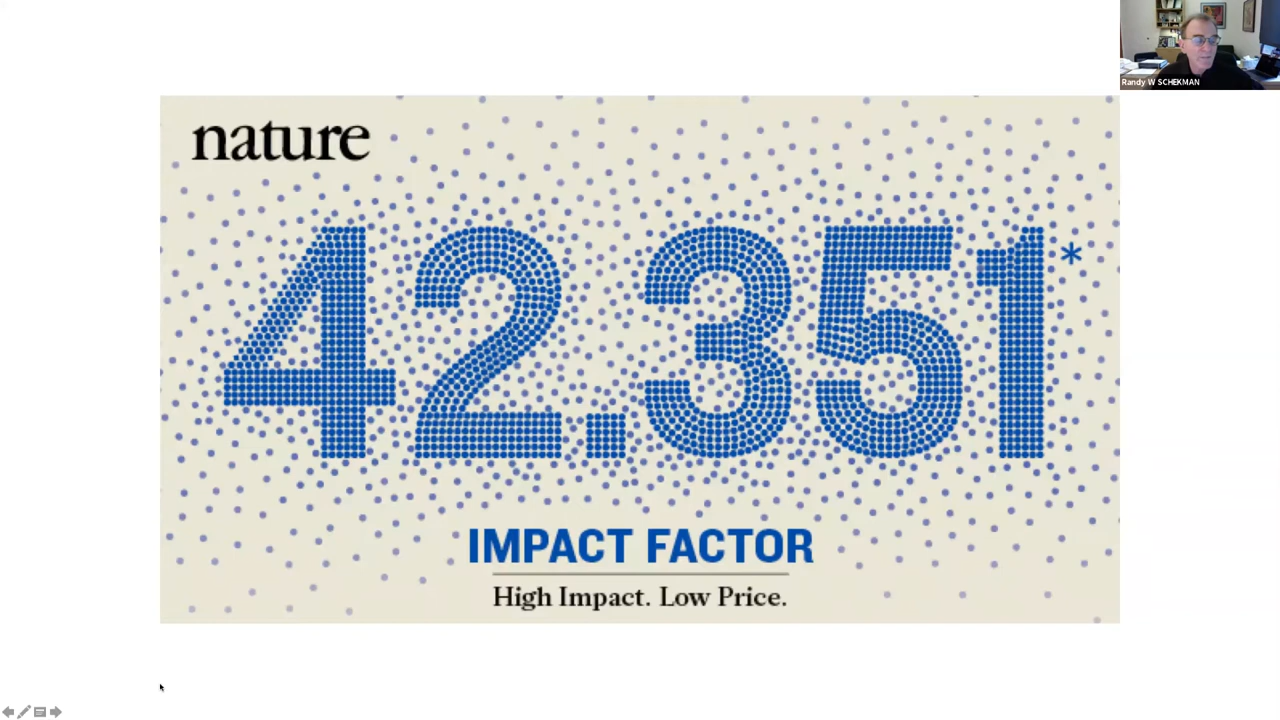 Randy W SCHEKMAN
nature
42.351*
IMPACT FACTOR
High Impact. Low Price.